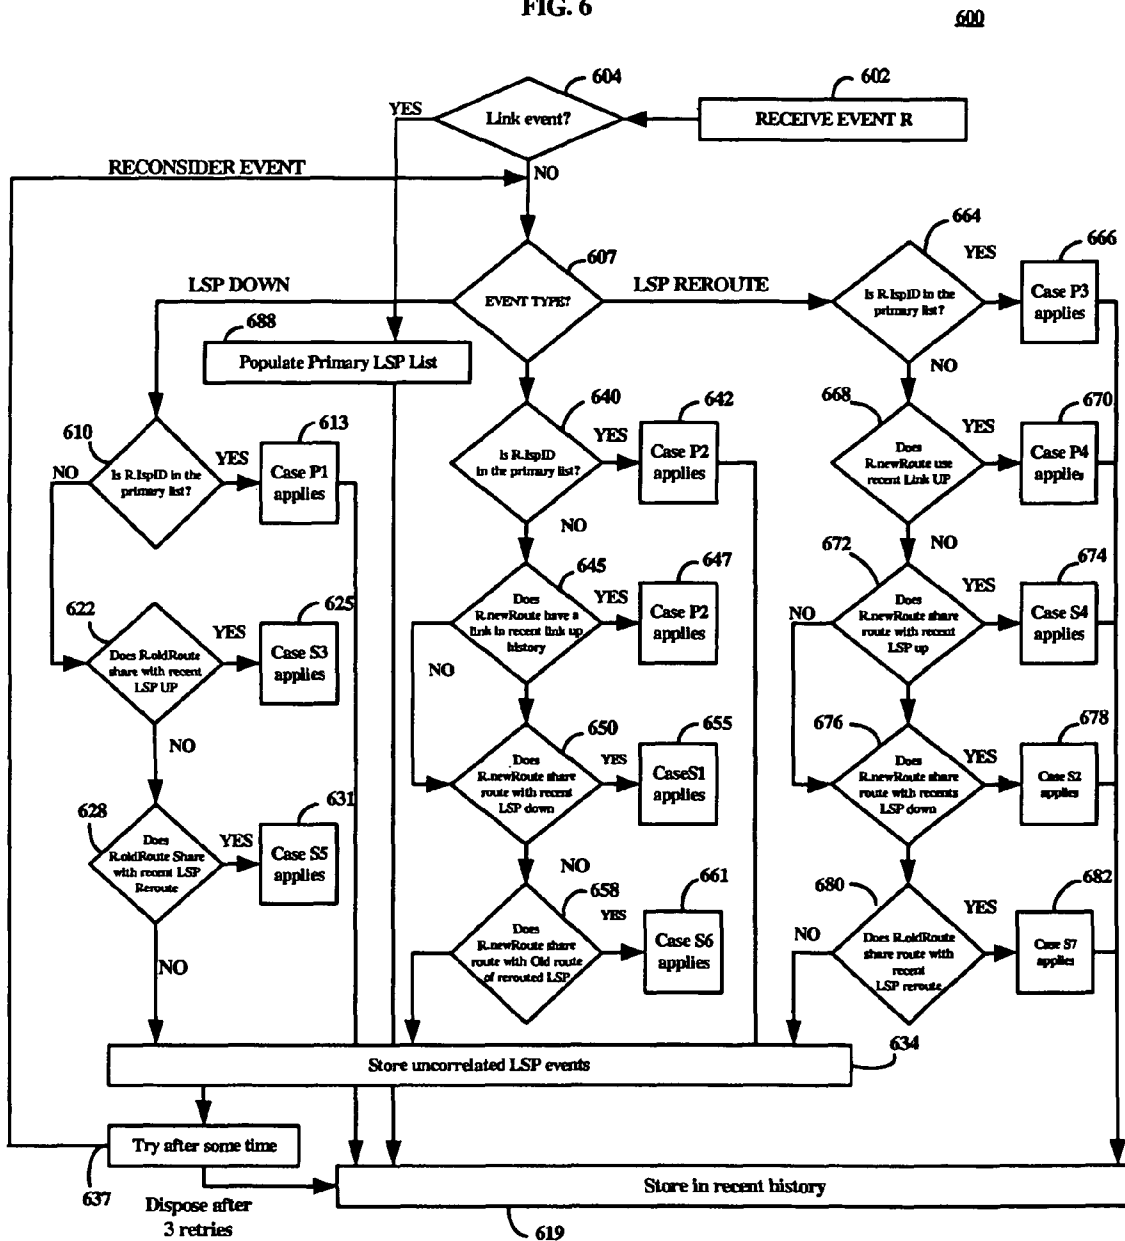 FIG. 6
600
604
602
YES
Link event?
RECEIVE EVENT R
RECONSIDER EVENT
NO
664
YES
666
607
LSP DOWN
LSP REROUTE
EVENT TYPE?
Is R.lspID in the
primary list?
Case P3
applies
688
Populate Primary LSP List
NO
640
642
668
YES
670
610
613
YES
NO
YES
Is R.lspID in the
primary list?
Case P1
applies
Is R.lspID
in the primary list?
Case P2
applies
Does
R.newRoute use
recent Link UP
Case P4
applies
NO
NO
645
647
672
674
YES
622
625
YES
Does
R.newRoute have a
link in recent link up
history
YES
Case P2
applies
NO
Does
R.newRoute share
route with recent
LSP up
Case S4
applies
Does R.oldRoute
share with recent
LSP UP
Case S3
applies
NO
NO
650
655
676
678
YES
YES
Does
R.newRoute share
route with recent
LSP down
CaseS1
applies
Does
R.newRoute share
route with recents
LSP down
Case S2
applies
628
631
YES
Does
R.oldRoute Share
with recent LSP
Reroute
Case S5
applies
NO
658
661
YES
680
682
YES
NO
Does
R.newRoute share
route with Old route
of rerouted LSP
Case S6
applies
NO
Does R.oldRoute
share route with
recent
LSP reroute
Case S7
applies
634
Store uncorrelated LSP events
Try after some time
637
Store in recent history
Dispose after
3 retries
619